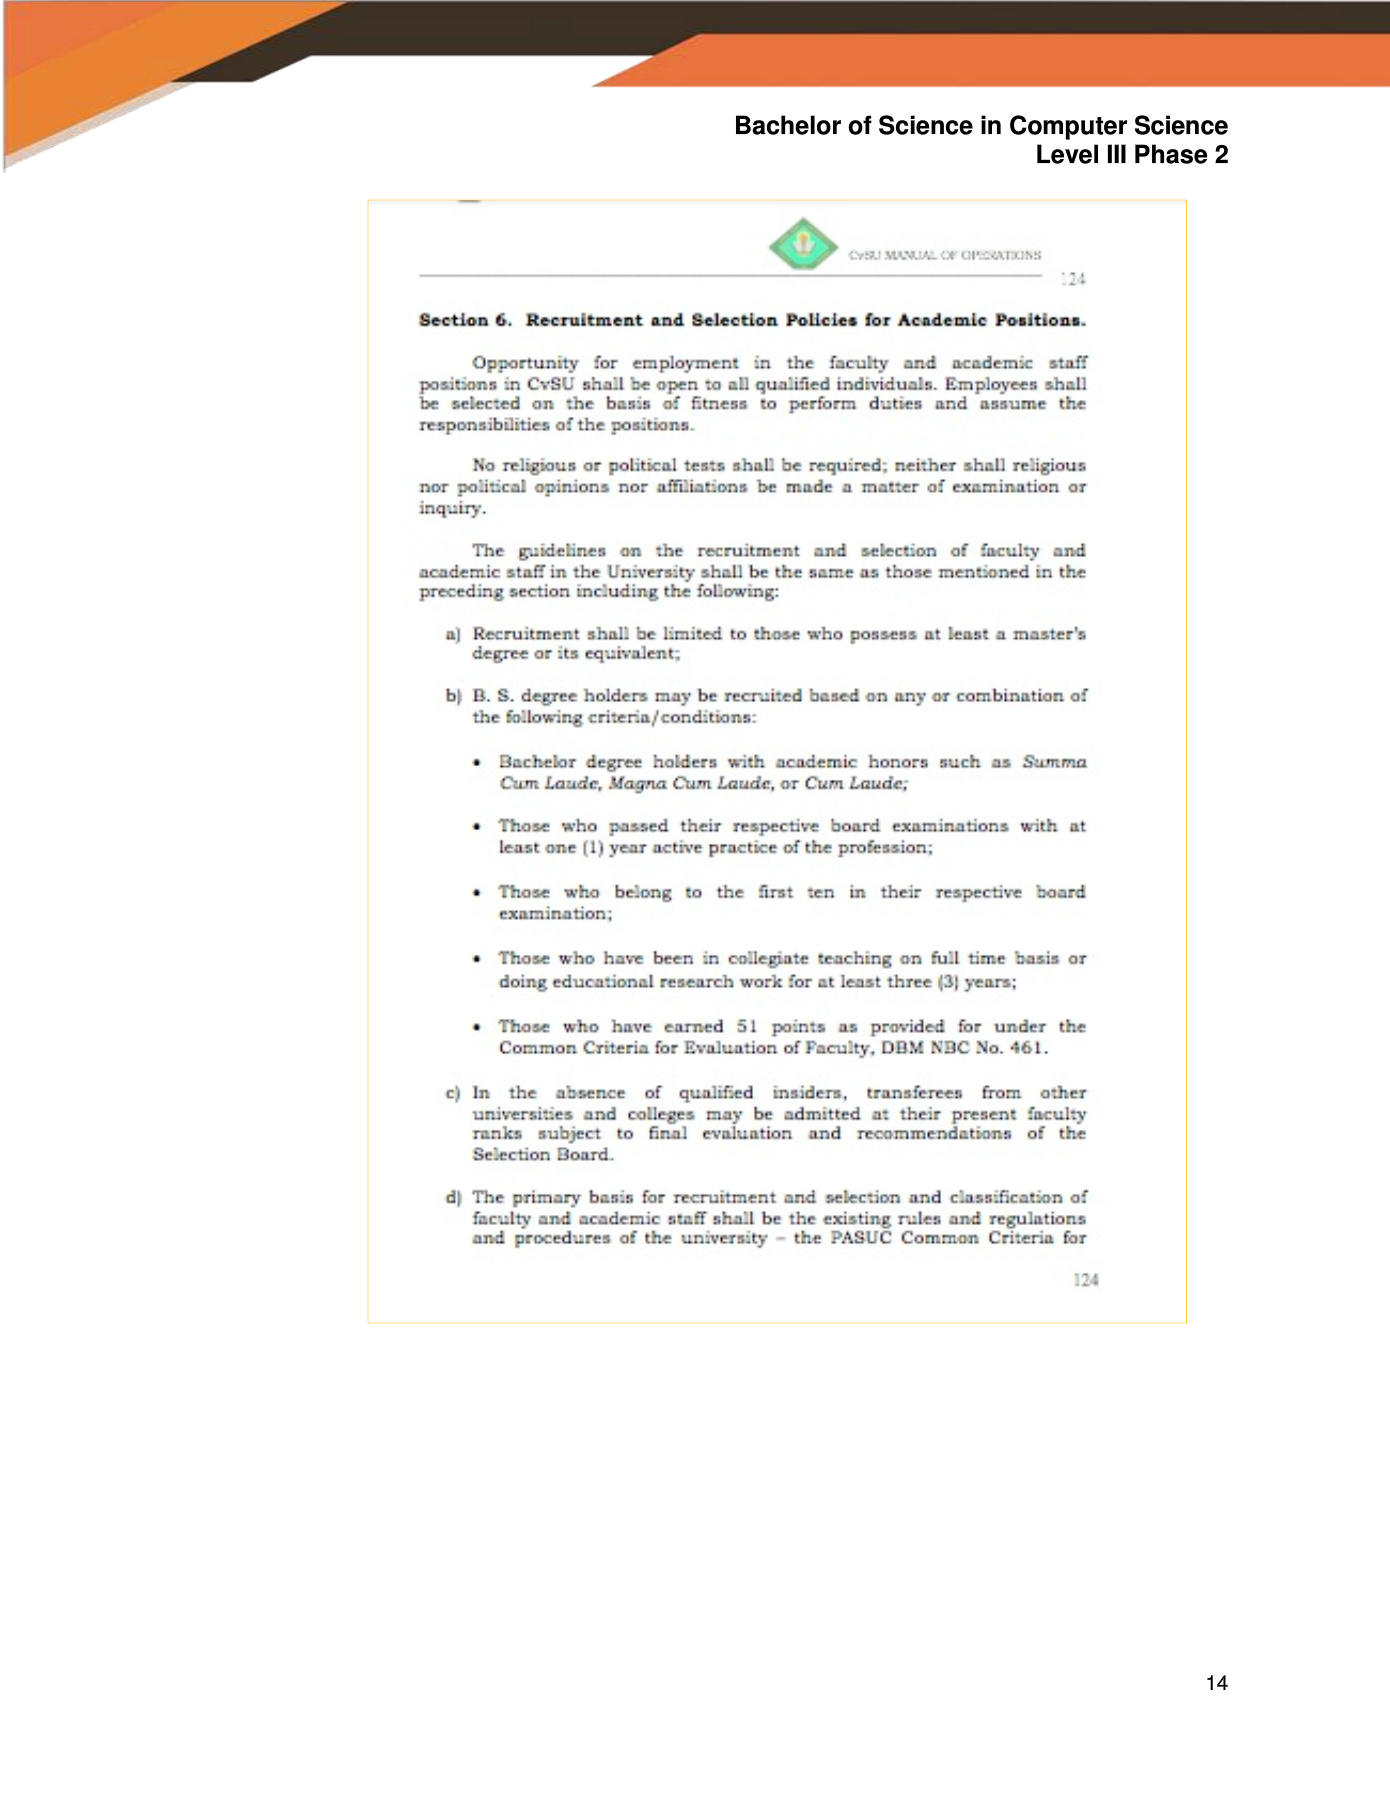 Bachelor of Science in Computer Science
Level III Phase 2
CvSU MANUAL OF OPERATIONS
124
Section 6. Recruitment and Selection Policies for Academic Positions.
Opportunity for employment in the faculty and academic staff
positions in CvSU shall be open to all qualified individuals. Employees shall
be selected on the basis of fitness to perform duties and assume the
responsibilities of the positions.
No religious or political tests shall be required; neither shall religious
nor political opinions nor affiliations be made a matter of examination or
inquiry.
The guidelines on the recruitment and selection of faculty and
academic staff in the University shall be the same as those mentioned in the
preceding section including the following:
a) Recruitment shall be limited to those who possess at least a master's
degree or its equivalent;
b) B. S. degree holders may be recruited based on any or combination of
the following criteria/conditions:
• Bachelor degree holders with academic honors such as Summa
Cum Laude, Magna Cum Laude, or Cum Laude;
• Those who passed their respective board examinations with at
least one (1) year active practice of the profession;
• Those who belong to the first ten in their respective board
examination;
• Those who have been in collegiate teaching on full time basis or
doing educational research work for at least three (3) years;
• Those who have earned 51 points as provided for under the
Common Criteria for Evaluation of Faculty, DBM NBC No. 461.
c) In the absence of qualified insiders, transferees from other
universities and colleges may be admitted at their present faculty
ranks subject to final evaluation and recommendations of the
Selection Board.
d) The primary basis for recruitment and selection and classification of
faculty and academic staff shall be the existing rules and regulations
and procedures of the university – the PASUC Common Criteria for
124
14